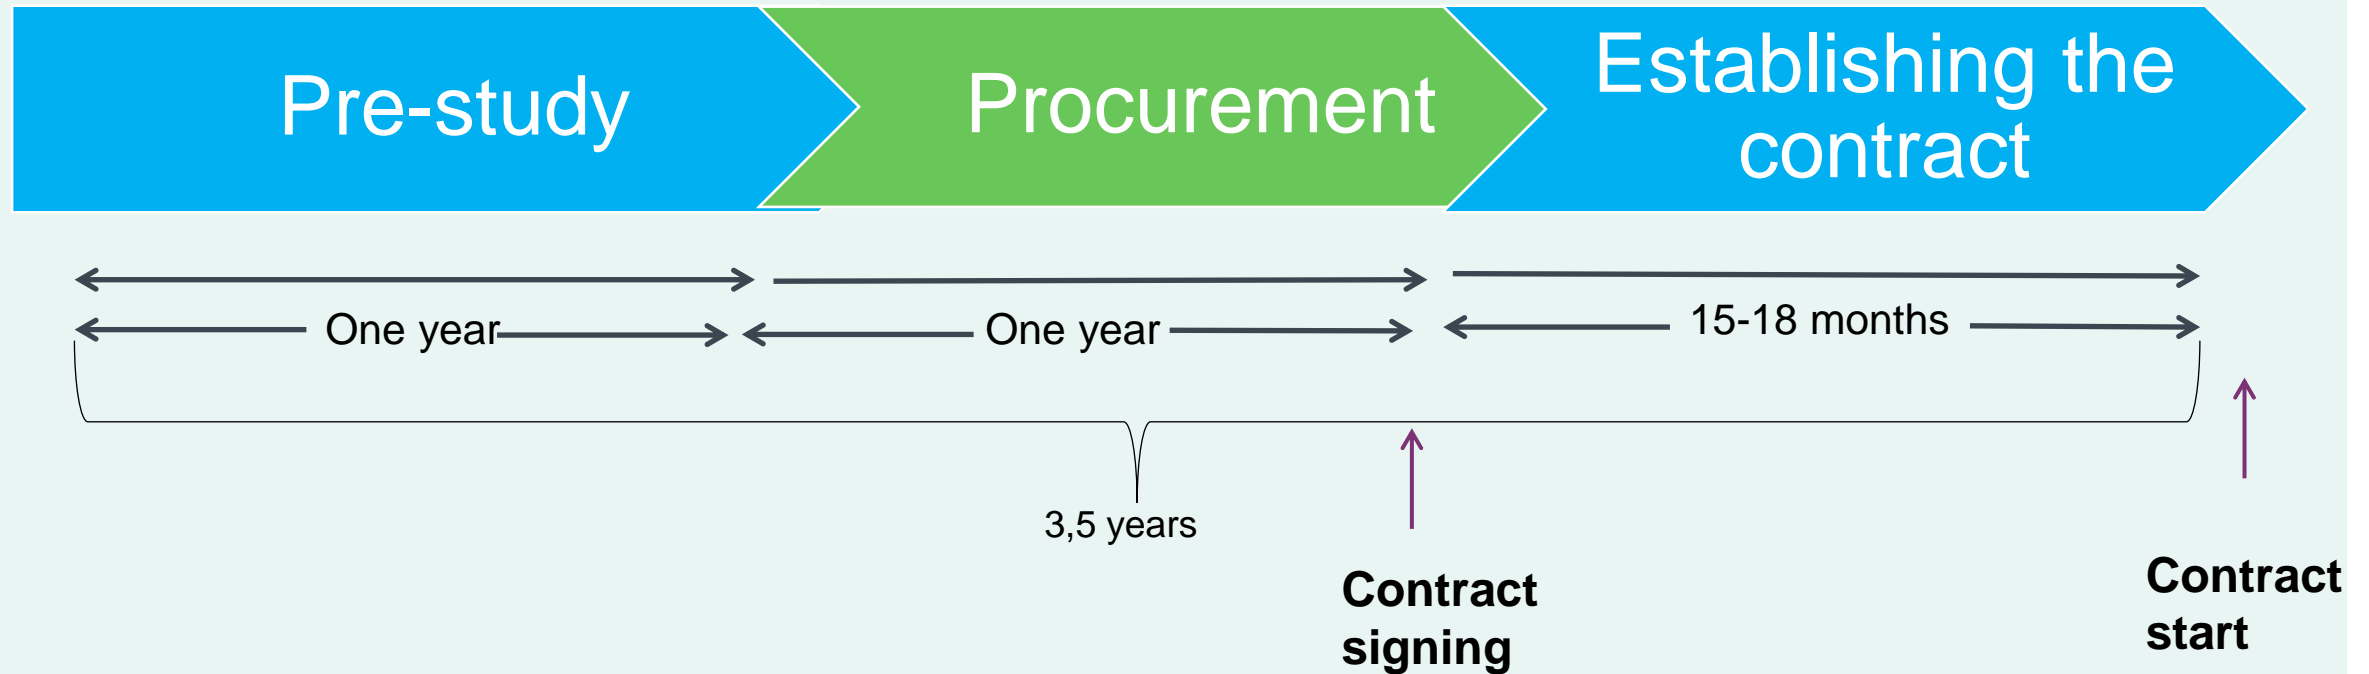 Pre-study
Procurement
Establishing the
contract
One year
One year
15-18 months
3,5 years
Contract
signing
Contract
start